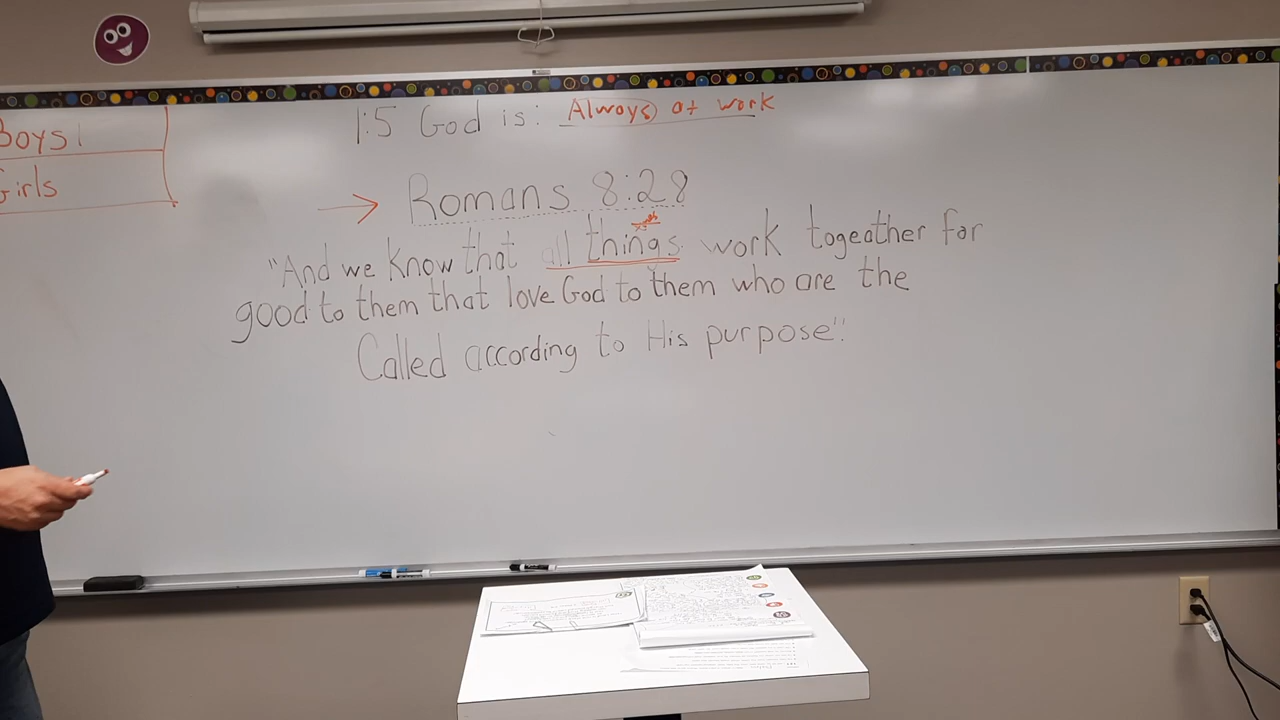 Boys
Girls
1:5 God is: Always at work
Romans 8:28
"And we know that all things work togeather for
good to them that love God to them who are the
Called according to His purpose".